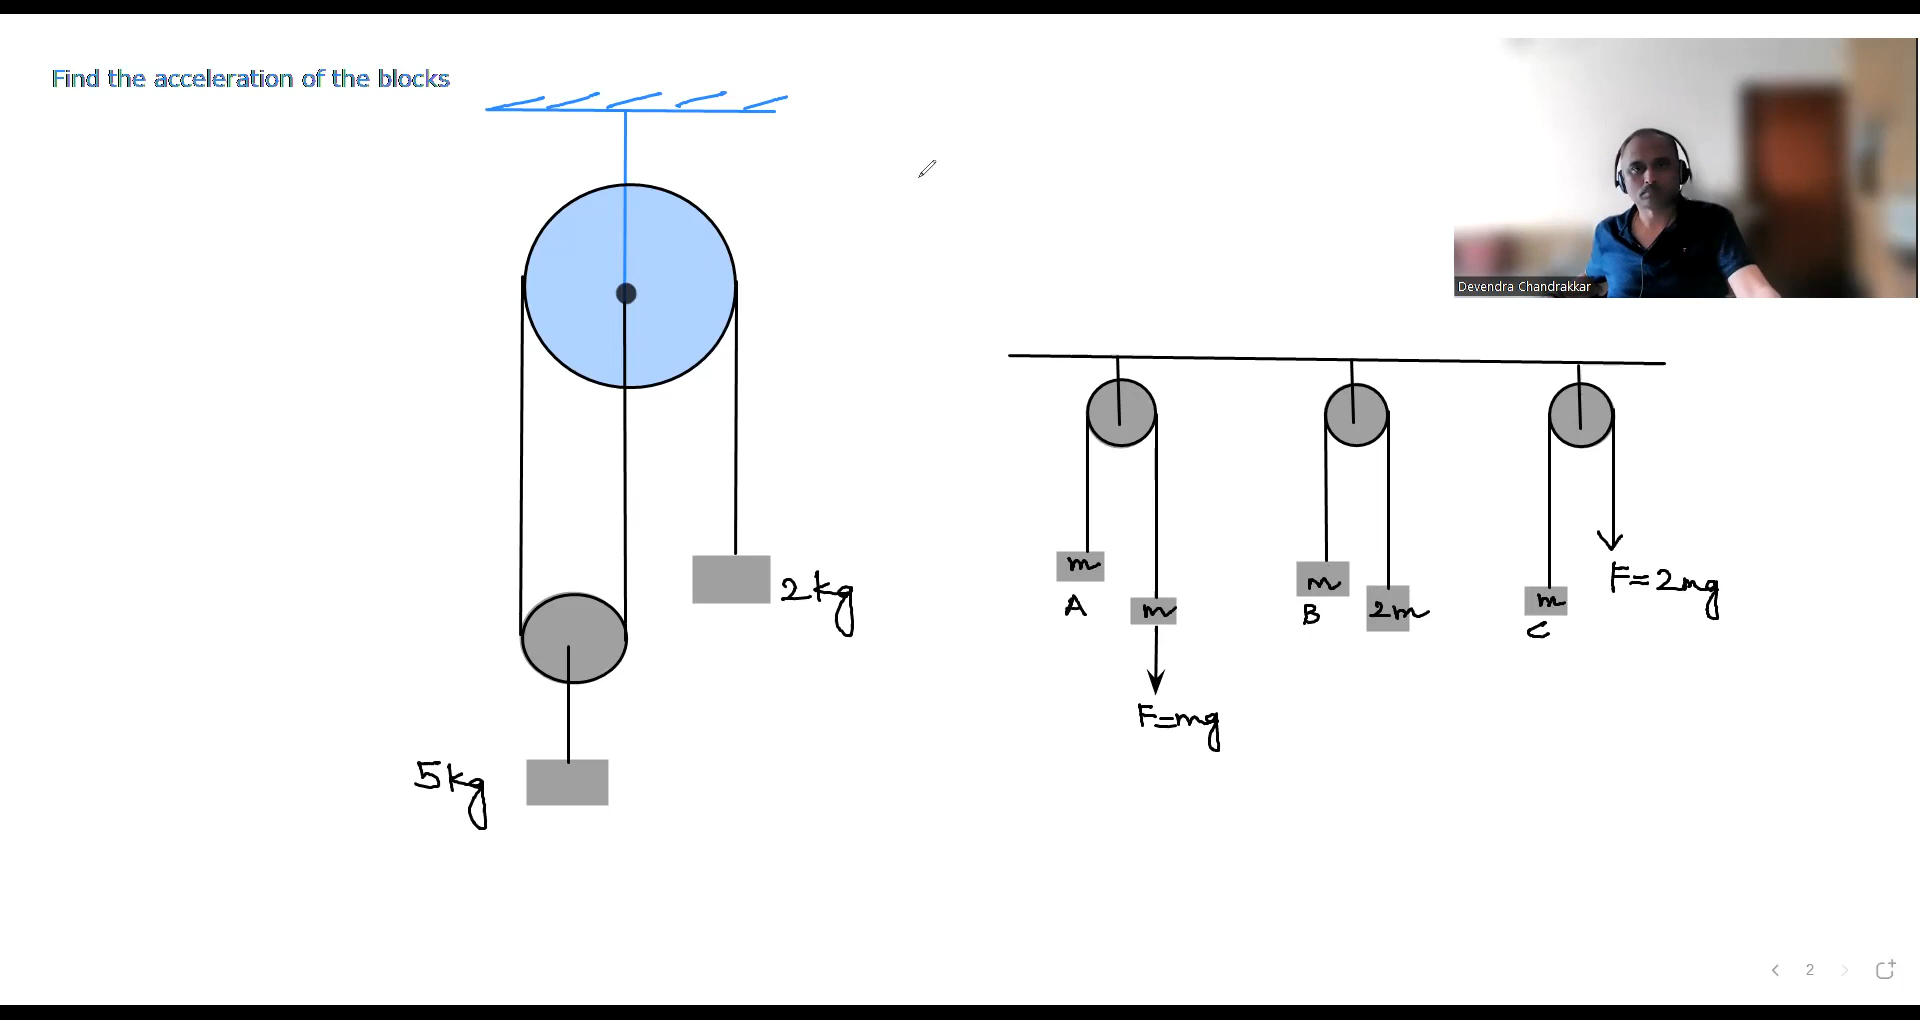 Find the acceleration of the blocks
Devendra Chandrakkar
2kg
5kg
m
A
m
F=mg
m
B
2m
m
C
F=2mg
2